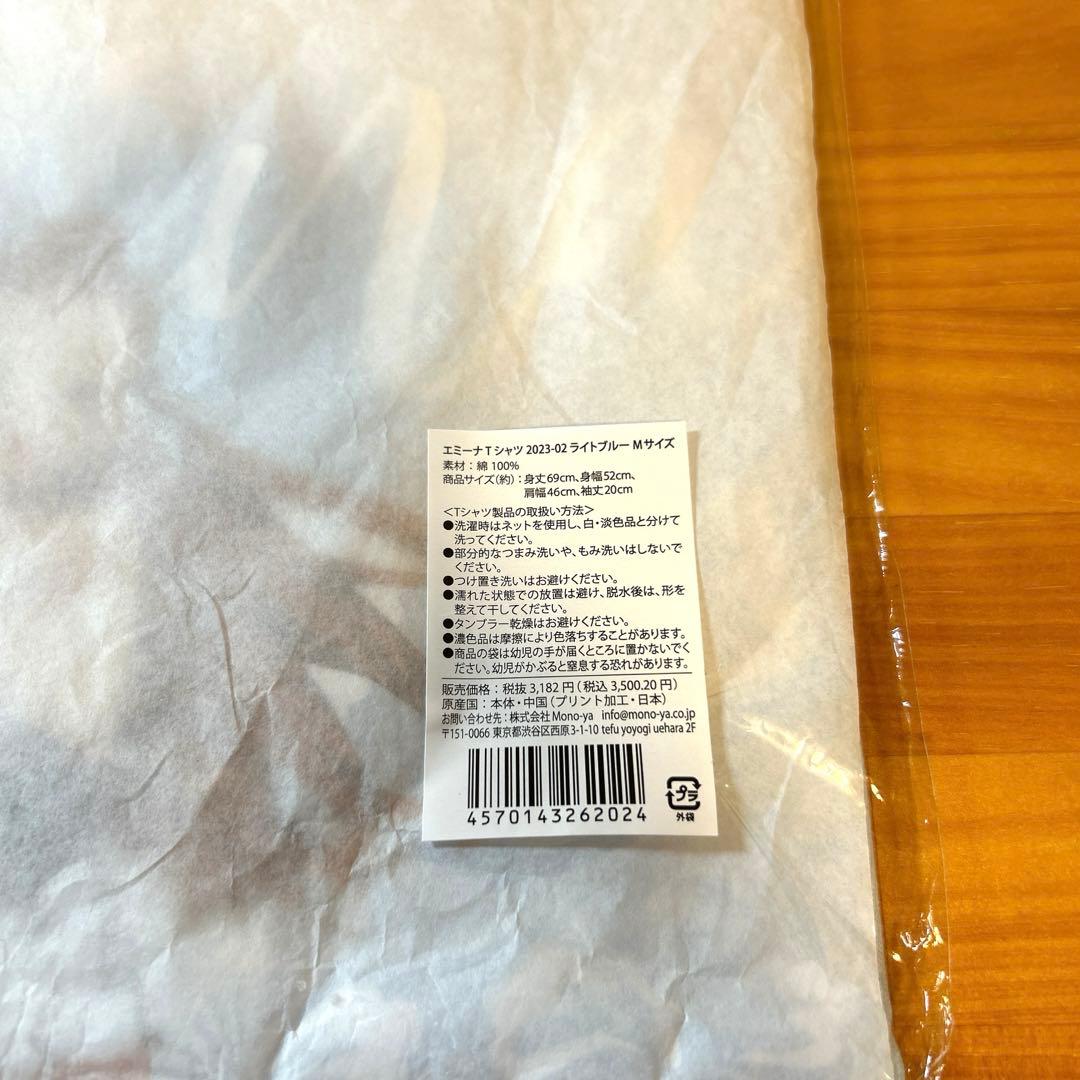 エミーナ T シャツ 2023-02 ライトブルー M サイズ
素材：綿 100%
商品サイズ（約）：身丈69cm、身幅52cm、
肩幅46cm、袖丈20cm
＜Tシャツ製品の取扱い方法＞
●洗濯時はネットを使用し、白・淡色品と分けて
洗ってください。
●部分的なつまみ洗いや、もみ洗いはしないで
ください。
●つけ置き洗いはお避けください。
●濡れた状態での放置は避け、脱水後は、形を
整えて干してください。
●タンブラー乾燥はお避けください。
●濃色品は摩擦により色落ちすることがあります。
●商品の袋は幼児の手が届くところに置かないでく
ださい。幼児がかぶると窒息する恐れがあります。
販売価格：税抜 3,182 円（税込 3,500.20 円）
原産国：本体・中国（プリント加工・日本）
お問い合わせ先：株式会社 Mono-ya info@mono-ya.co.jp
〒151-0066 東京都渋谷区西原3-1-10 tefu yoyogi uehara 2F
4570143262024
プラ
外袋